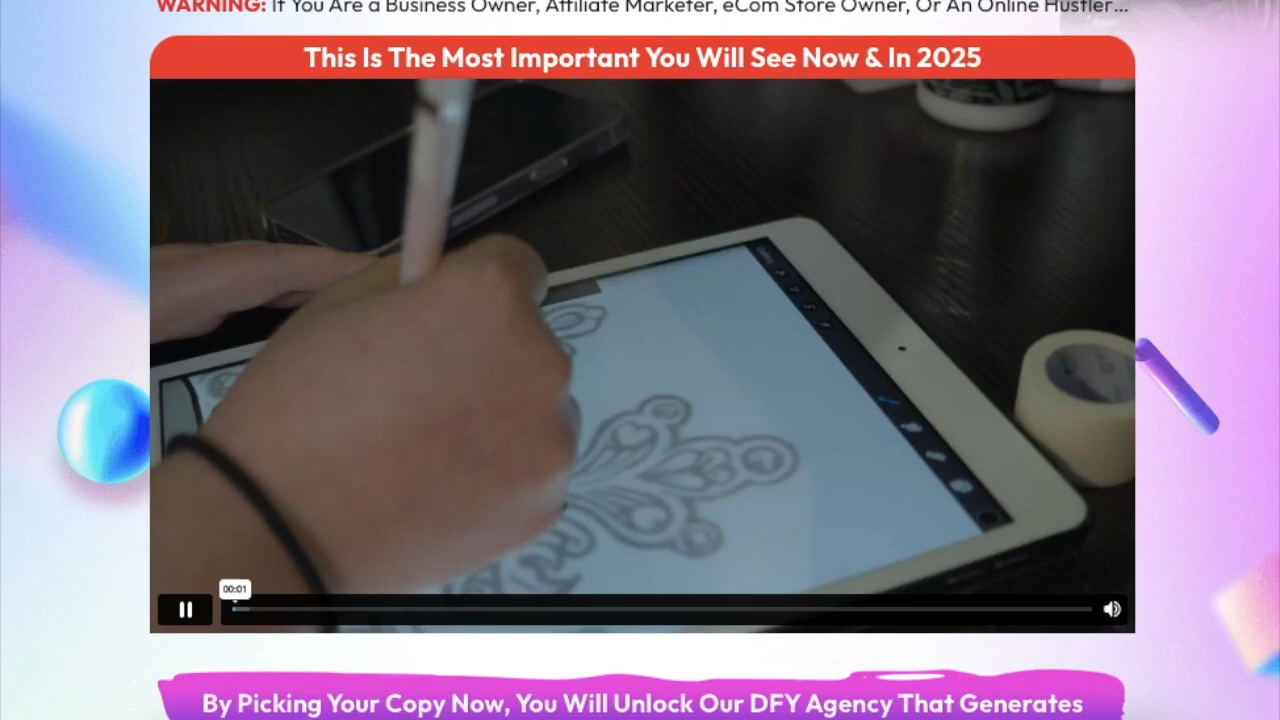 WARNING: If You Are a Business Owner, Affiliate Marketer, eCom Store Owner, Or An Online Hustler...
This Is The Most Important You Will See Now & In 2025
00:01
By Picking Your Copy Now, You Will Unlock Our DFY Agency That Generates